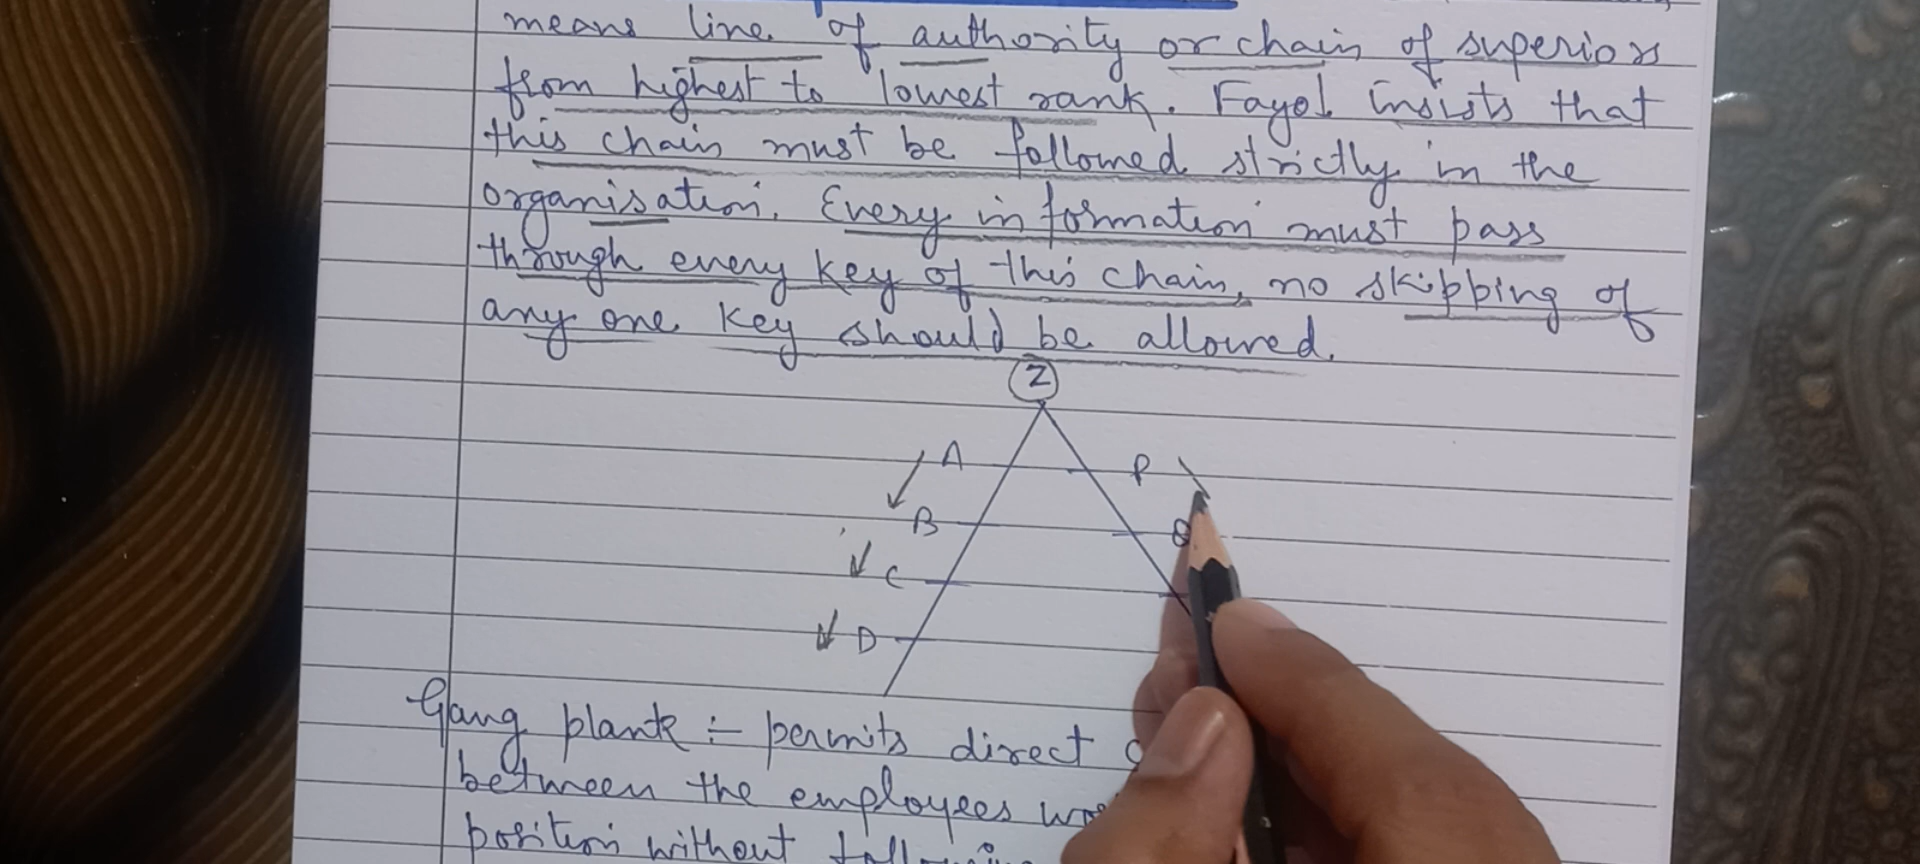 means line of authority or chain of superiors
from highest to lowest rank. Fayol insists that
this chain must be followed strictly in the
organisation. Every information must pass
through every key of this chain, no skipping of
any one key should be allowed.
Z
A P
B Q
C
D
Gang plank :- permits direct
between the employees
position without